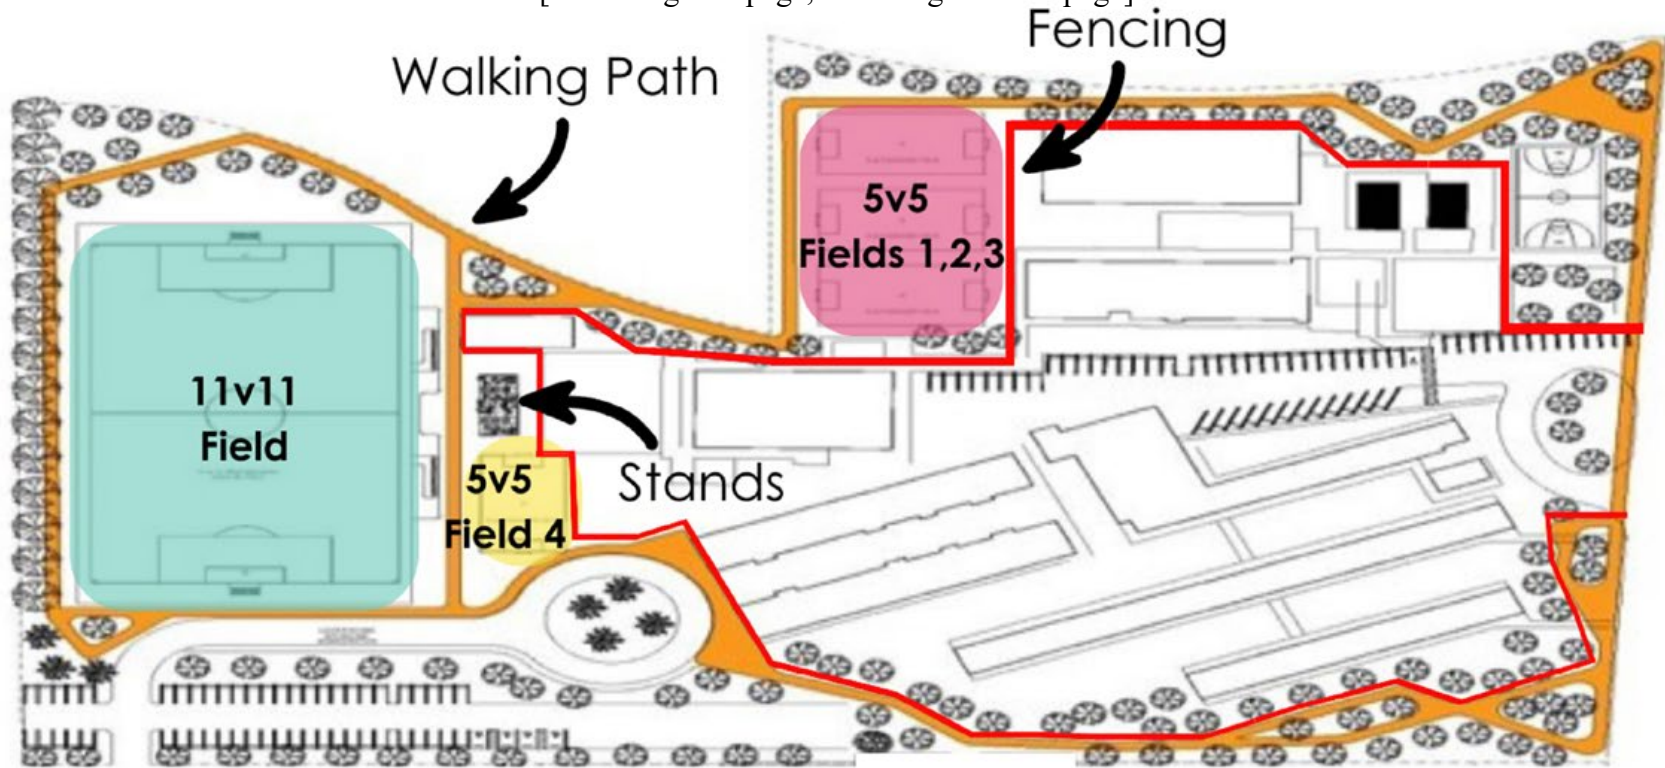 Fencing
Walking Path
5v5
Fields 1,2,3
11v11
Field
5v5
Field 4
Stands